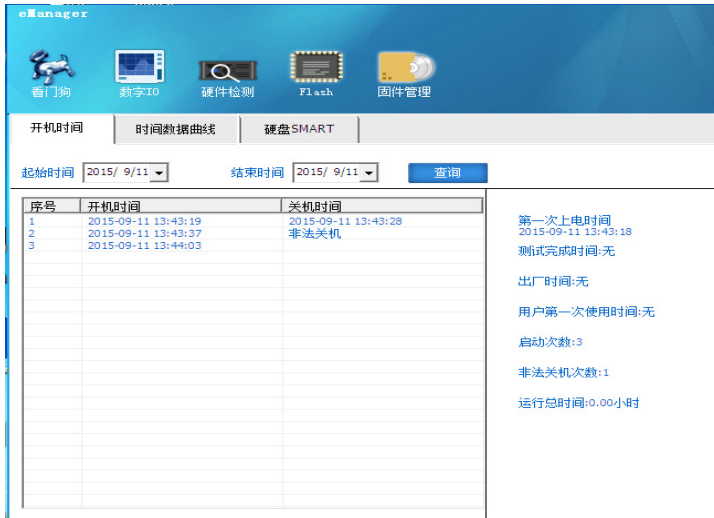 eManager
看门狗 数字IO 硬件检测 Flash 固件管理
开机时间 时间数据曲线 硬盘SMART
起始时间 2015/ 9/11 结束时间 2015/ 9/11 查询
序号 开机时间 关机时间
1 2015-09-11 13:43:19 2015-09-11 13:43:28
2 2015-09-11 13:43:37 非法关机
3 2015-09-11 13:44:03
第一次上电时间
2015-09-11 13:43:18
测试完成时间:无
出厂时间:无
用户第一次使用时间:无
启动次数:3
非法关机次数:1
运行总时间:0.00小时